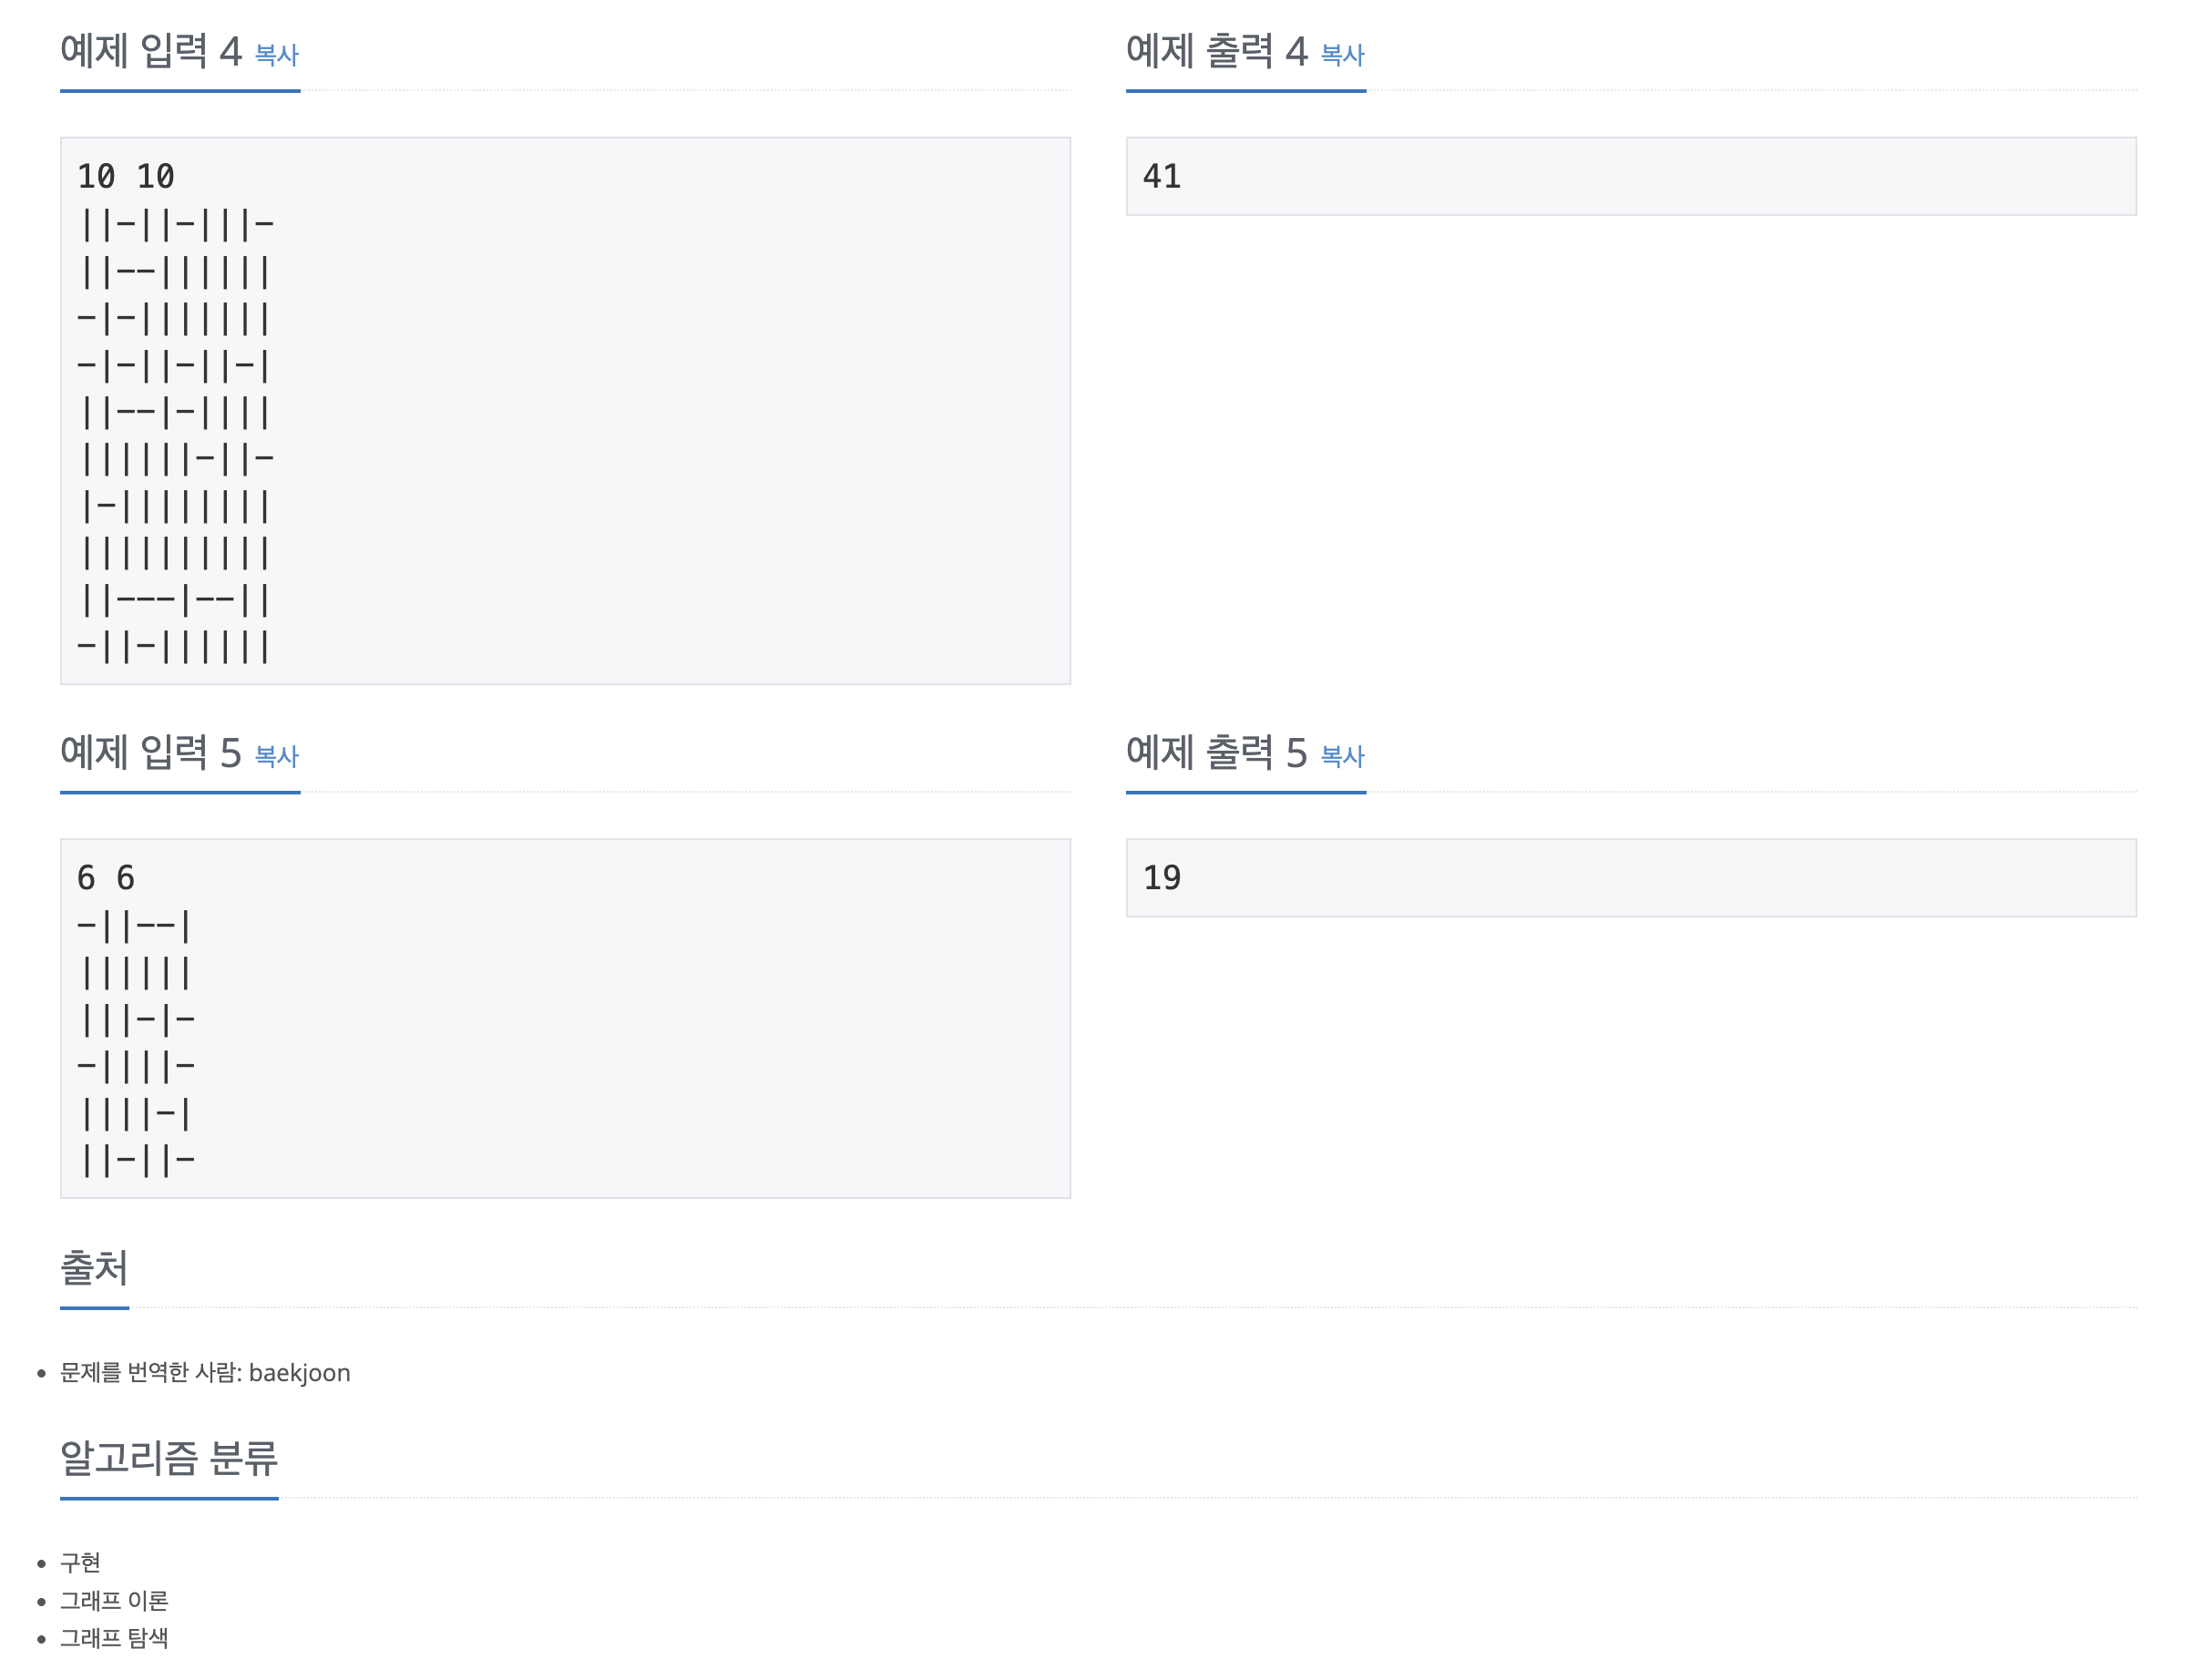 예제 입력 4 복사
10 10
||-||-|||-
||--||||||
-|-|||||||
-|-||-||-|
||--|-||||
||||||-||-
|-||||||||
||||||||||
||---|--||
-||-||||||
예제 출력 4 복사
41
예제 입력 5 복사
6 6
-||--|
||||||
|||-|-
-||||-
||||-|
||-||-
예제 출력 5 복사
19
출처
• 문제를 번역한 사람: baekjoon
알고리즘 분류
• 구현
• 그래프 이론
• 그래프 탐색